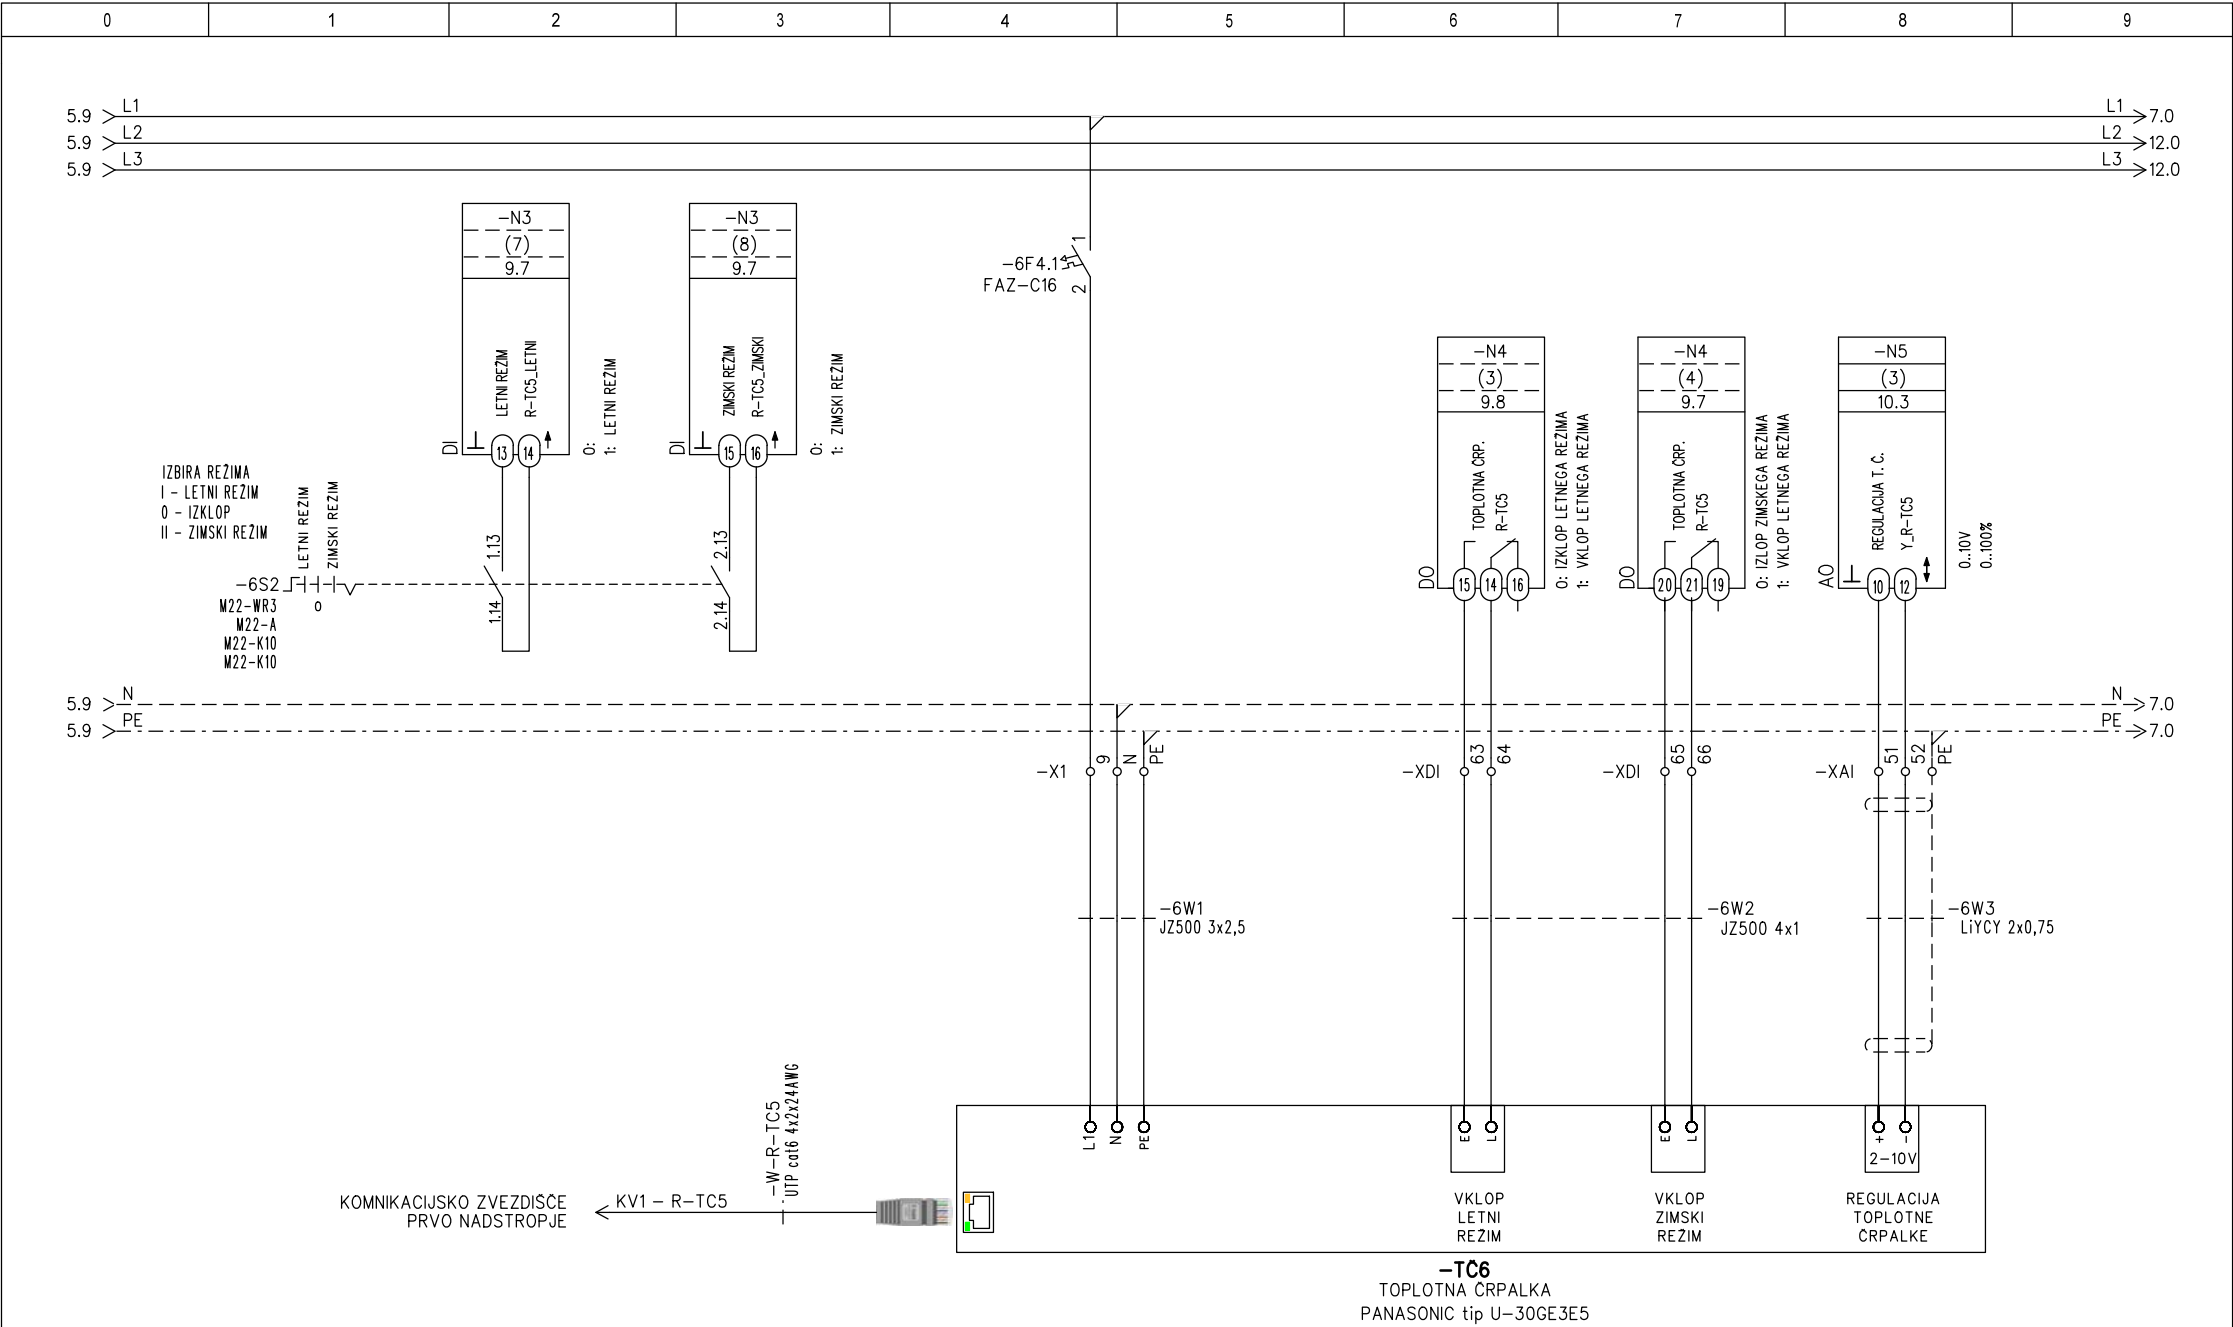 0 1 2 3 4 5 6 7 8 9
5.9 L1 L1 7.0
5.9 L2 L2 12.0
5.9 L3 L3 12.0
-N3
(7)
9.7
LETNI REŽIM
R-TC5_LETNI
DI
13 14
0:
1: LETNI REŽIM
-N3
(8)
9.7
ZIMSKI REŽIM
R-TC5_ZIMSKI
DI
15 16
0:
1: ZIMSKI REŽIM
-6F4.1
FAZ-C16
1
2
-N4
(3)
9.8
TOPLOTNA ČRP.
R-TC5
DO
15 14 16
0: IZKLOP LETNEGA REŽIMA
1: VKLOP LETNEGA REŽIMA
-N4
(4)
9.7
TOPLOTNA ČRP.
R-TC5
DO
20 21 19
0: IZLOP ZIMSKEGA REŽIMA
1: VKLOP LETNEGA REŽIMA
-N5
(3)
10.3
REGULACIJA T. Č.
Y_R-TC5
AO
10 12
0..10V
0..100%
IZBIRA REŽIMA
I - LETNI REŽIM
0 - IZKLOP
II - ZIMSKI REŽIM
LETNI REŽIM
ZIMSKI REŽIM
-6S2
0
M22-WR3
M22-A
M22-K10
M22-K10
1.13
1.14
2.13
2.14
5.9 N N 7.0
5.9 PE PE 7.0
-X1 9 N PE
-XDI 63 64
-XDI 65 66
-XAI 51 52 PE
-6W1
JZ500 3x2,5
-6W2
JZ500 4x1
-6W3
LiYCY 2x0,75
-W-R-TC5
UTP cat6 4x2x24AWG
KOMNIKACIJSKO ZVEZDIŠČE
PRVO NADSTROPJE
KV1 - R-TC5
L1 N PE
E L
E L
+ -
2-10V
VKLOP
LETNI
REŽIM
VKLOP
ZIMSKI
REŽIM
REGULACIJA
TOPLOTNE
ČRPALKE
-TČ6
TOPLOTNA ČRPALKA
PANASONIC tip U-30GE3E5